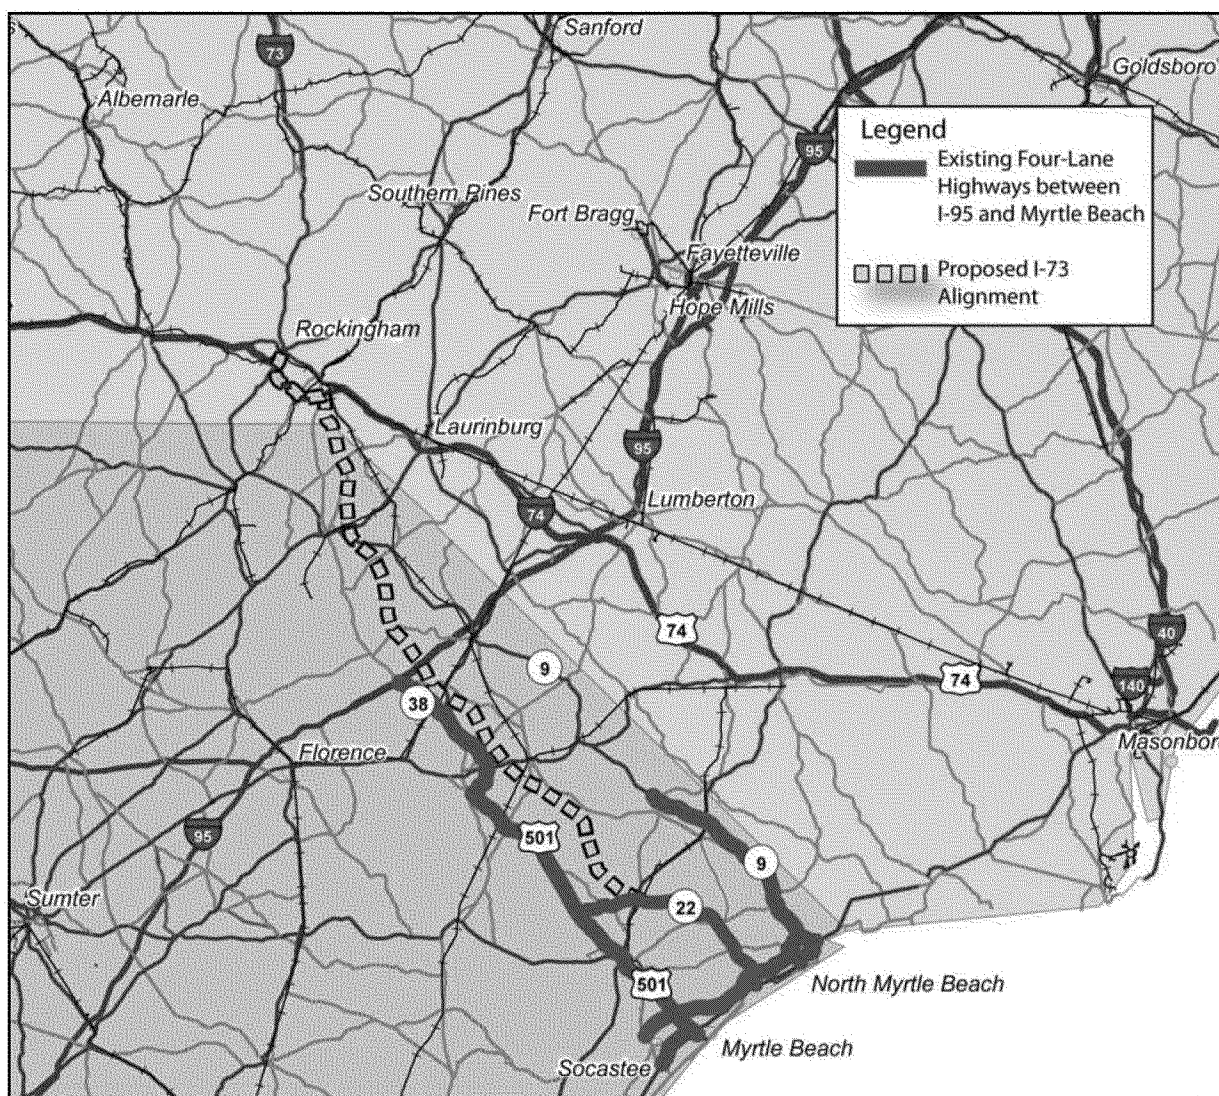 Sanford
73
Goldsboro
Albemarle
Legend
Existing Four-Lane
Highways between
I-95 and Myrtle Beach
95
Southern Pines
Fort Bragg
Fayetteville
Proposed I-73
Alignment
Hope Mills
Rockingham
Laurinburg
95
Lumberton
74
74
40
9
74
140
38
Masonboro
Florence
95
501
9
Sumter
22
501
North Myrtle Beach
Myrtle Beach
Socastee